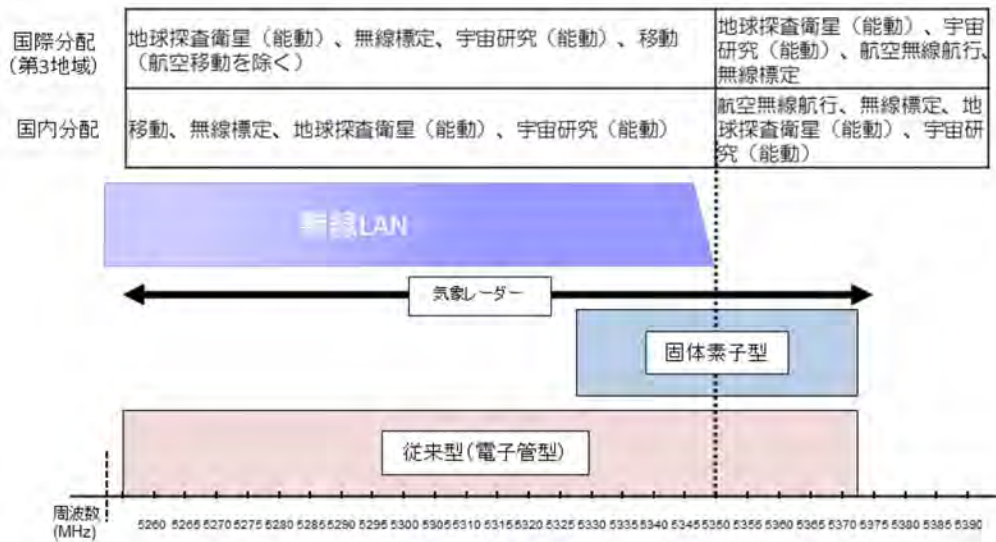 国際分配
(第3地域)
地球探査衛星(能動)、無線標定、宇宙研究(能動)、移動
(航空移動を除く)
地球探査衛星(能動)、宇宙
研究(能動)、航空無線航行、
無線標定
国内分配
移動、無線標定、地球探査衛星(能動)、宇宙研究(能動)
航空無線航行、無線標定、地
球探査衛星(能動)、宇宙研
究(能動)
無線LAN
気象レーダー
固体素子型
従来型(電子管型)
周波数
(MHz)
5260 5265 5270 5275 5280 5285 5290 5295 5300 5305 5310 5315 5320 5325 5330 5335 5340 5345 5350 5355 5360 5365 5370 5375 5380 5385 5390